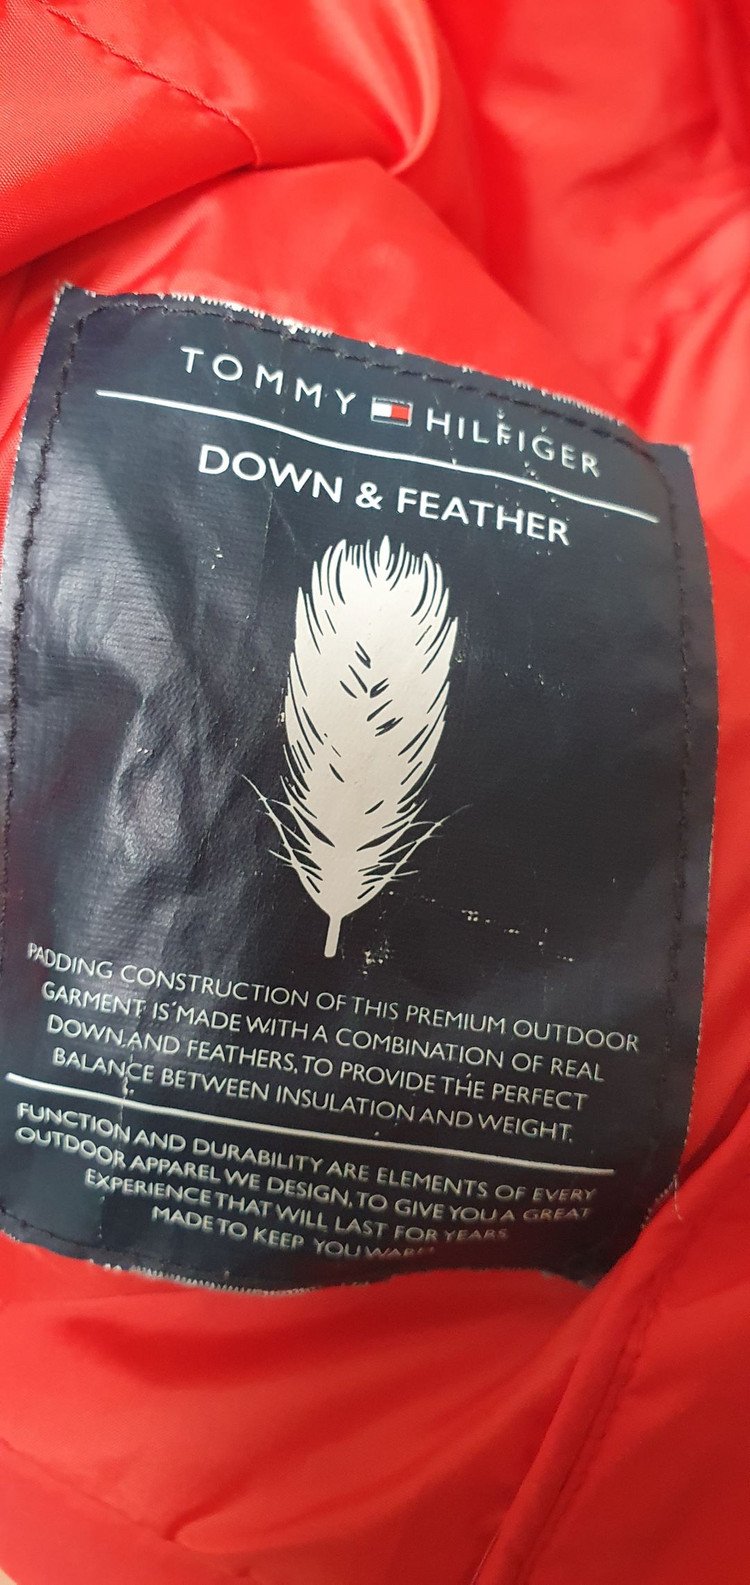 TOMMY HILFIGER
DOWN & FEATHER
PADDING CONSTRUCTION OF THIS PREMIUM OUTDOOR
GARMENT IS MADE WITH A COMBINATION OF REAL
DOWN AND FEATHERS, TO PROVIDE THE PERFECT
BALANCE BETWEEN INSULATION AND WEIGHT.
FUNCTION AND DURABILITY ARE ELEMENTS OF EVERY
OUTDOOR APPAREL WE DESIGN, TO GIVE YOU A GREAT
EXPERIENCE THAT WILL LAST FOR YEARS
MADE TO KEEP YOU WARM!